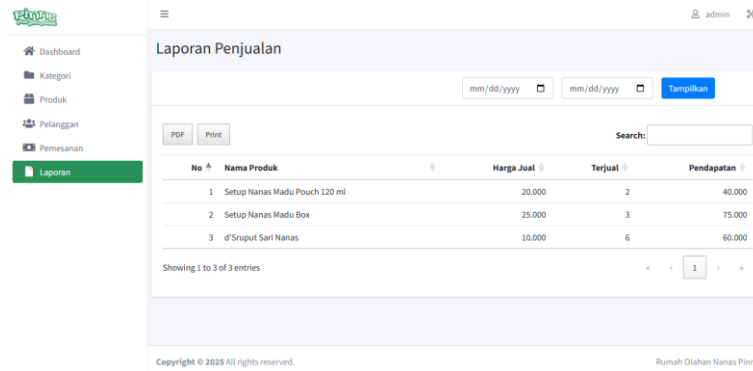 admin
Dashboard
Kategori
Produk
Pelanggan
Pemesanan
Laporan
Laporan Penjualan
mm/dd/yyyy mm/dd/yyyy Tampilkan
PDF Print Search:
No Nama Produk Harga Jual Terjual Pendapatan
1 Setup Nanas Madu Pouch 120 ml 20.000 2 40.000
2 Setup Nanas Madu Box 25.000 3 75.000
3 d'Sruput Sari Nanas 10.000 6 60.000
Showing 1 to 3 of 3 entries « ‹ 1 › »
Copyright © 2025 All rights reserved. Rumah Olahan Nanas